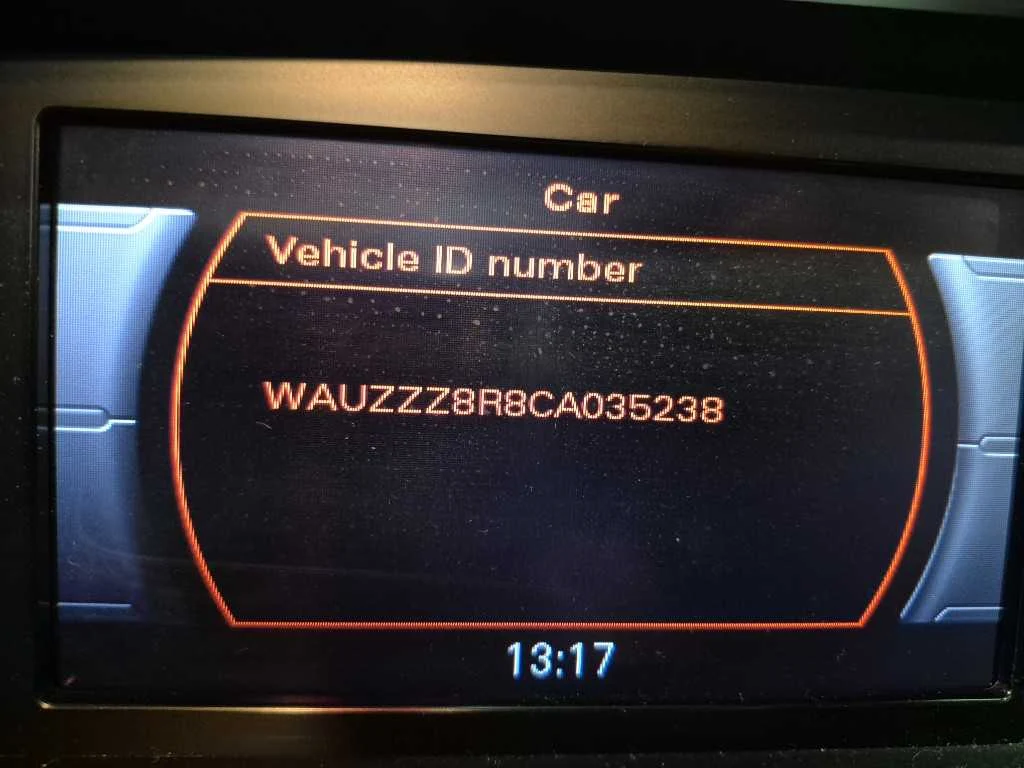 Car
Vehicle ID number
WAUZZZ8R8CA035238
13:17